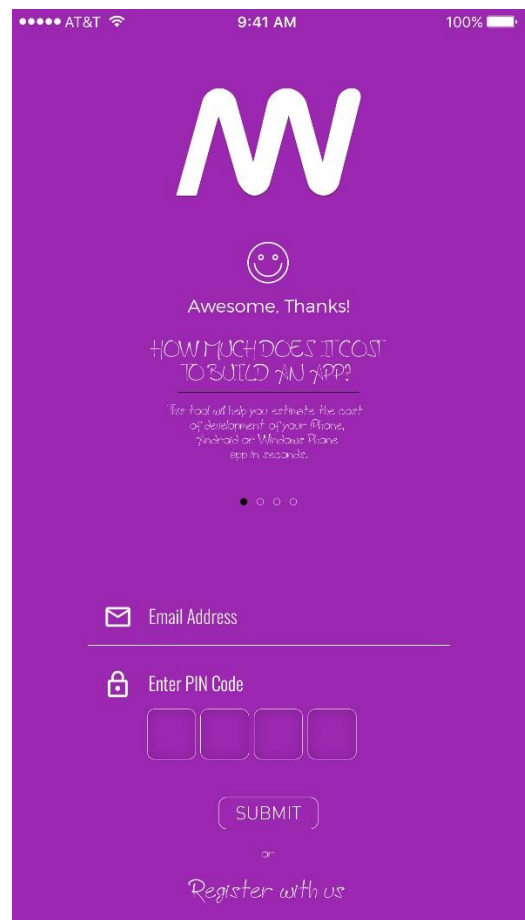 AT&T 9:41 AM 100%
Awesome, Thanks!
HOW MUCH DOES IT COST
TO BUILD AN APP?
This tool will help you estimate the cost
of development of your iPhone,
Android or Windows Phone
app in seconds.
Email Address
Enter PIN Code
SUBMIT
or
Register with us